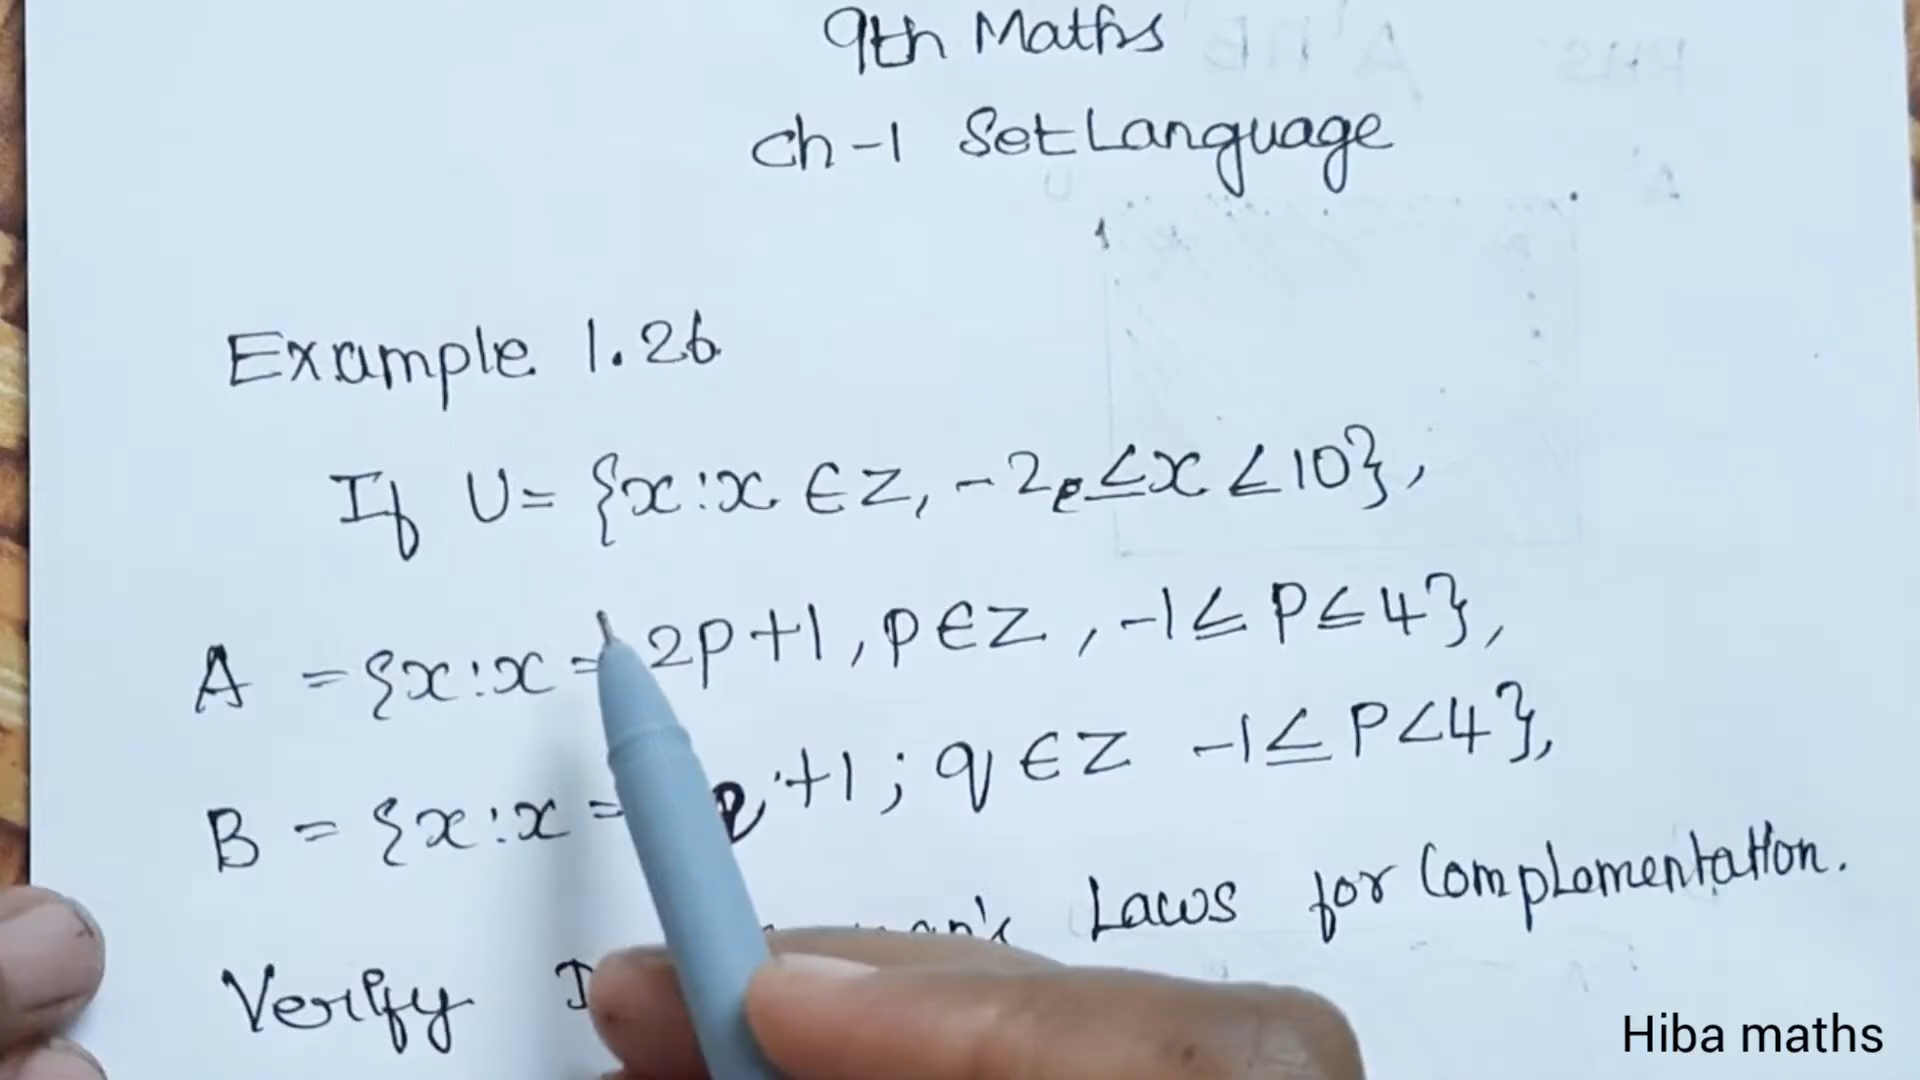 9th Maths
Ch-1 Set Language
Example 1.26
If U = {x : x ∈ Z, -2 ≤ x ∠ 10},
A = {x : x = 2P+1, P ∈ Z, -1 ≤ P ≤ 4},
B = {x : x = +1 ; q ∈ Z -1 ≤ P < 4},
Verify Laws for Complementation.
Hiba maths